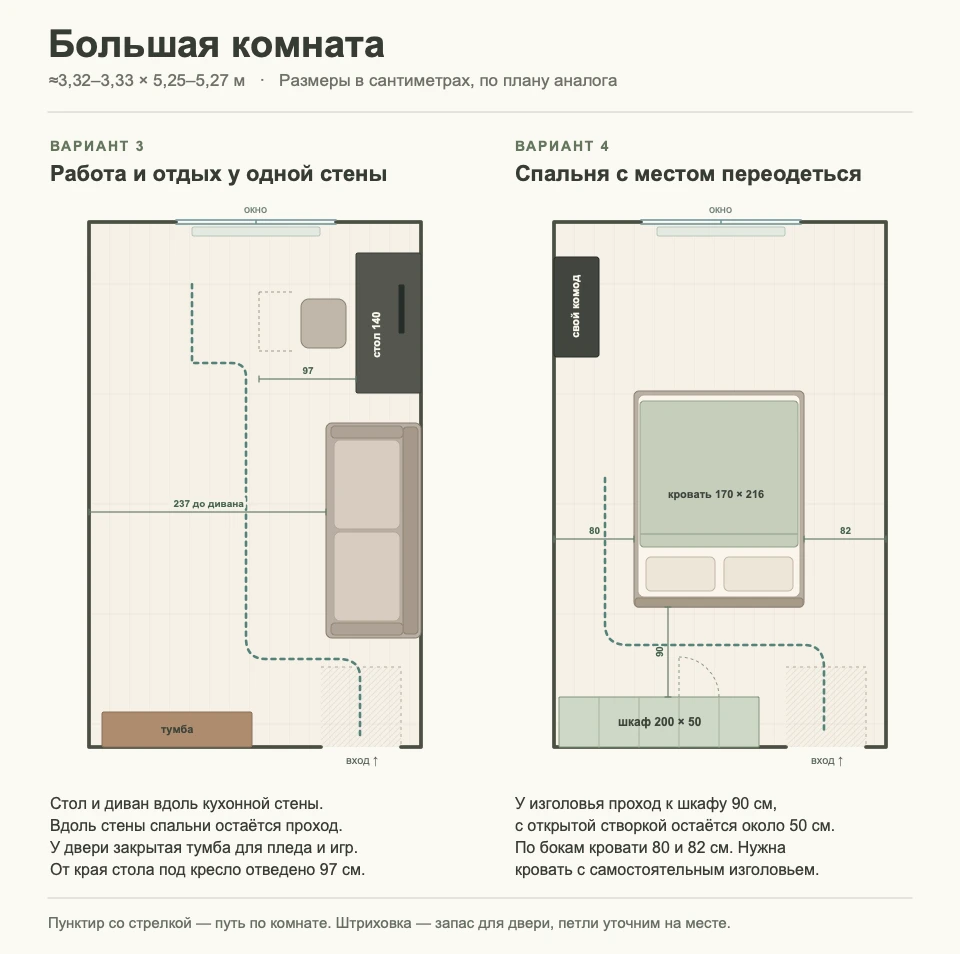 Большая комната
≈3,32–3,33 × 5,25–5,27 м · Размеры в сантиметрах, по плану аналога
ВАРИАНТ 3
Работа и отдых у одной стены
окно
стол 140
97
237 до дивана
тумба
вход ↑
Стол и диван вдоль кухонной стены.
Вдоль стены спальни остаётся проход.
У двери закрытая тумба для пледа и игр.
От края стола под кресло отведено 97 см.
ВАРИАНТ 4
Спальня с местом переодеться
окно
свой комод
кровать 170 × 216
80
82
90
шкаф 200 × 50
вход ↑
У изголовья проход к шкафу 90 см,
с открытой створкой остаётся около 50 см.
По бокам кровати 80 и 82 см. Нужна
кровать с самостоятельным изголовьем.
Пунктир со стрелкой — путь по комнате. Штриховка — запас для двери, петли уточним на месте.